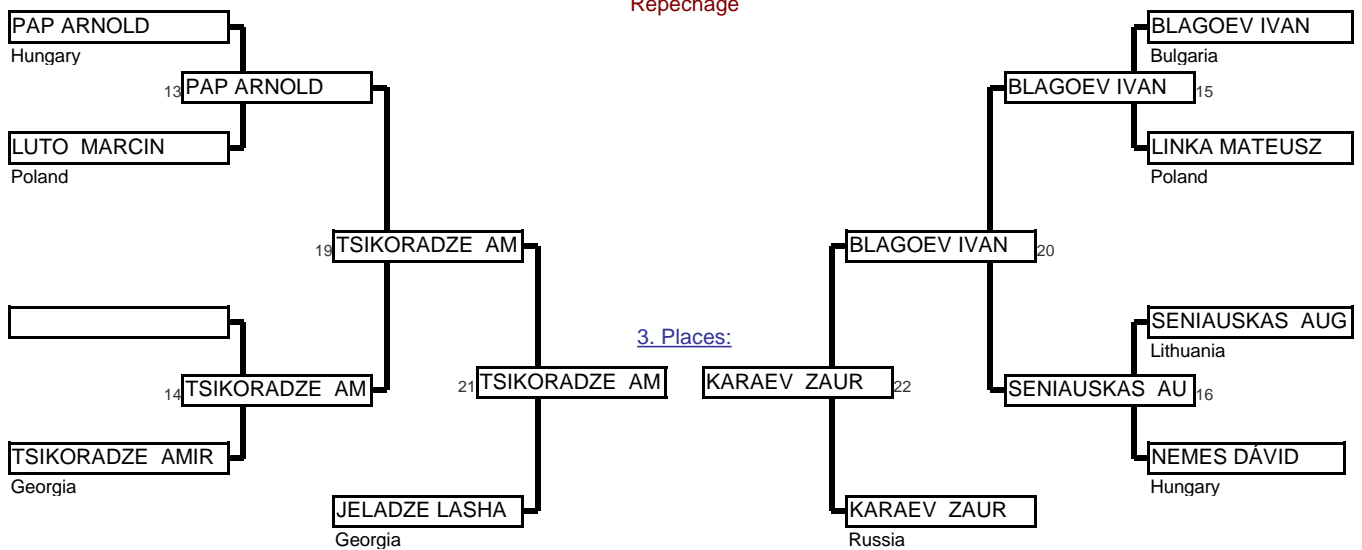 Repechage
PAP ARNOLD
Hungary
13 PAP ARNOLD
LUTO MARCIN
Poland
19 TSIKORADZE AM
14 TSIKORADZE AM
TSIKORADZE AMIR
Georgia
21 TSIKORADZE AM
JELADZE LASHA
Georgia
3. Places:
BLAGOEV IVAN
Bulgaria
BLAGOEV IVAN 15
LINKA MATEUSZ
Poland
BLAGOEV IVAN 20
SENIAUSKAS AUG
Lithuania
SENIAUSKAS AU 16
NEMES DÁVID
Hungary
KARAEV ZAUR 22
KARAEV ZAUR
Russia